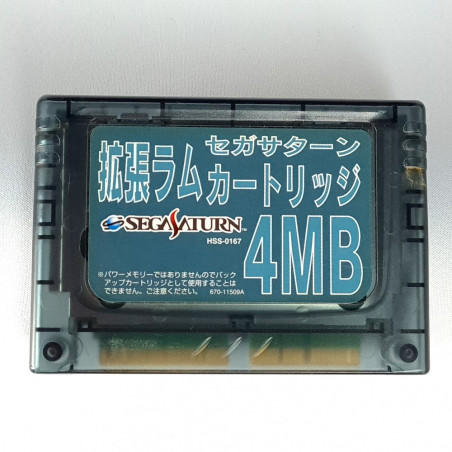 セガサターン
拡張ラムカートリッジ
SEGA SATURN™
HSS-0167
4MB
※パワーメモリーではありませんのでバック
アップカートリッジとして使用することは
できません。ご注意ください。 670-11509A